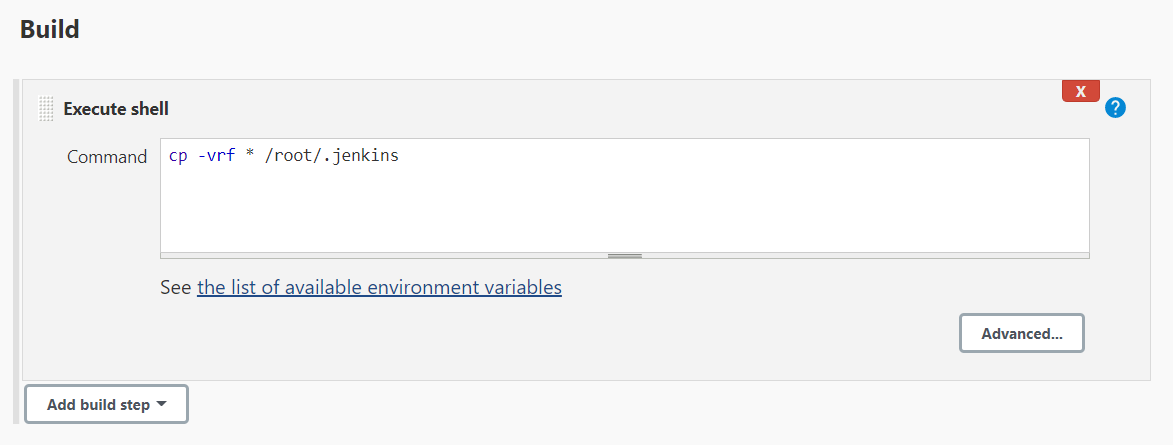 Build
X
Execute shell
?
Command
cp -vrf * /root/.jenkins
See the list of available environment variables
Advanced...
Add build step